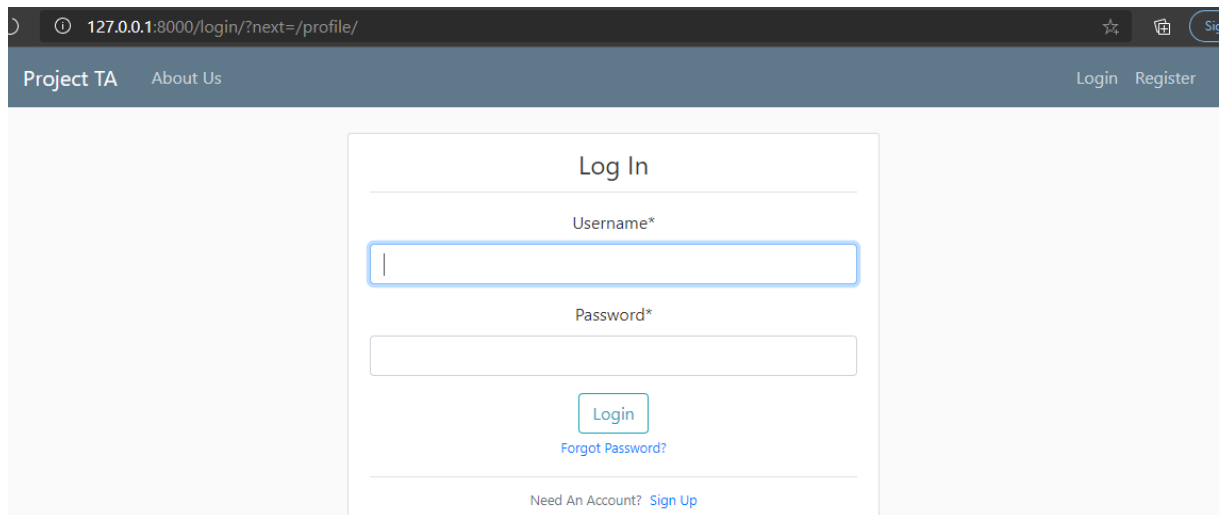 127.0.0.1:8000/login/?next=/profile/
Project TA About Us Login Register
Log In
Username*
Password*
Login
Forgot Password?
Need An Account? Sign Up